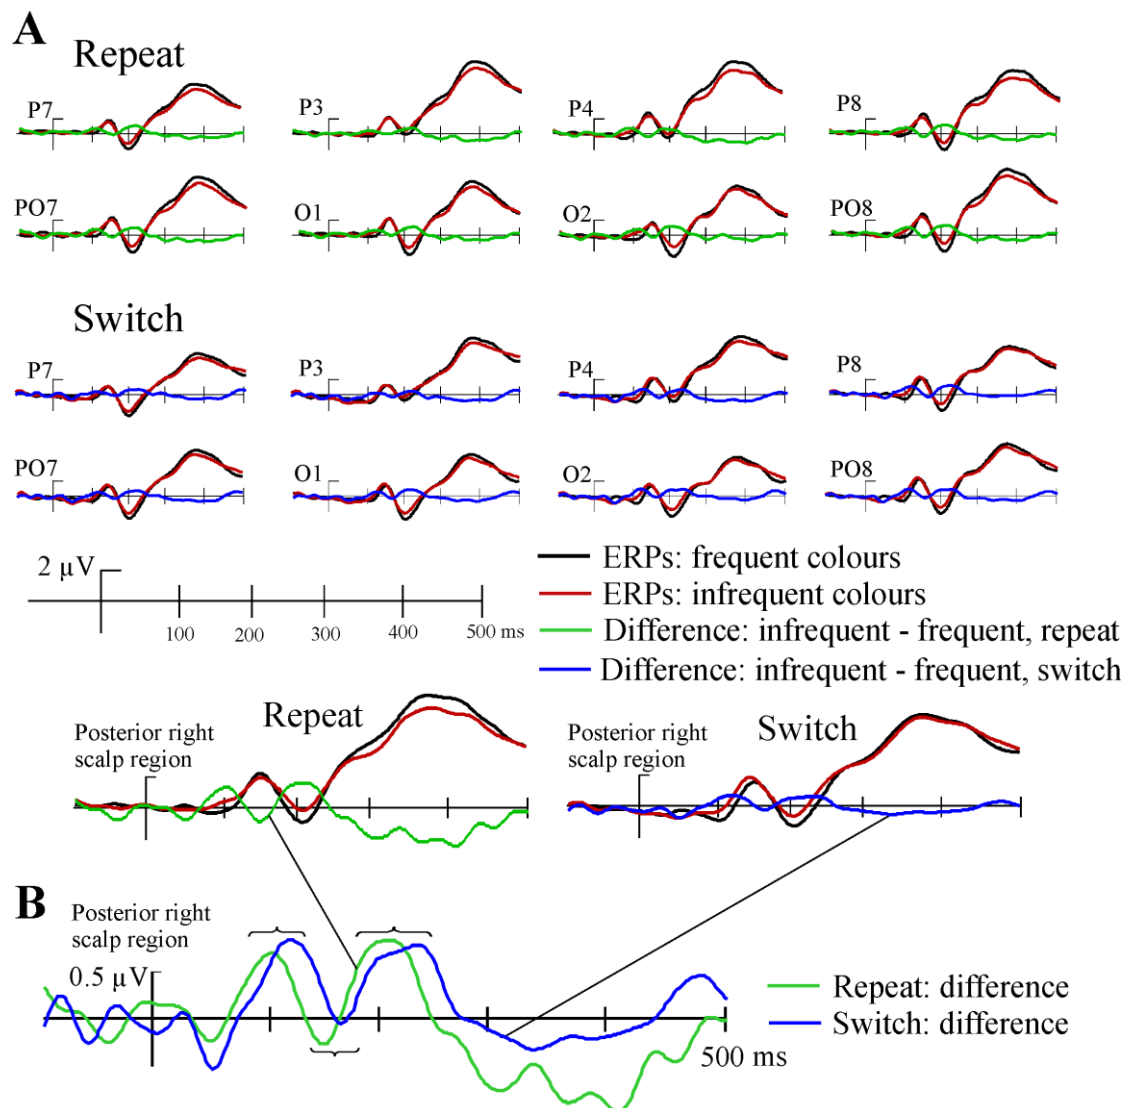 A
Repeat
P7
P3
P4
P8
PO7
O1
O2
PO8
Switch
P7
P3
P4
P8
PO7
O1
O2
PO8
2 µV
100
200
300
400
500 ms
ERPs: frequent colours
ERPs: infrequent colours
Difference: infrequent - frequent, repeat
Difference: infrequent - frequent, switch
Posterior right
scalp region
Repeat
Posterior right
scalp region
Switch
B
Posterior right
scalp region
0.5 µV
500 ms
Repeat: difference
Switch: difference